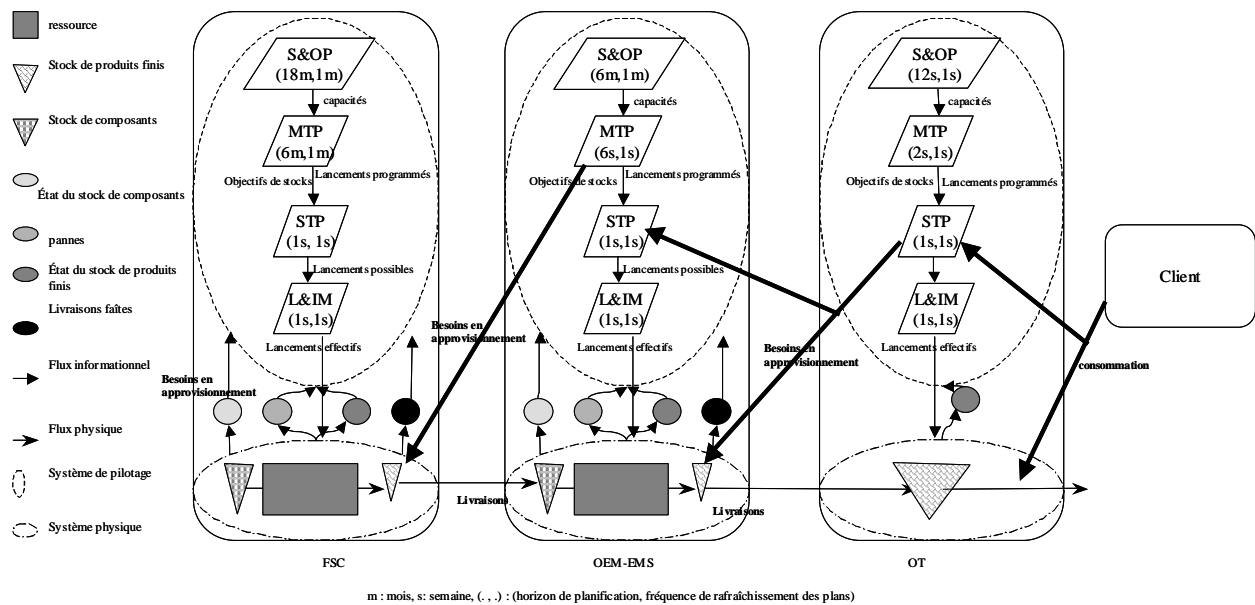 ressource
Stock de produits finis
Stock de composants
État du stock de composants
pannes
État du stock de produits
finis
Livraisons faîtes
Flux informationnel
Flux physique
Système de pilotage
Système physique
S&OP
(18m,1m)
capacités
MTP
(6m,1m)
Objectifs de stocks
Lancements programmés
STP
(1s, 1s)
Lancements possibles
L&IM
(1s,1s)
Lancements effectifs
Besoins en
approvisionnement
Livraisons
FSC
S&OP
(6m,1m)
capacités
MTP
(6s,1s)
Objectifs de stocks
Lancements programmés
STP
(1s,1s)
Lancements possibles
L&IM
(1s,1s)
Lancements effectifs
Besoins en
approvisionnement
Livraisons
OEM-EMS
S&OP
(12s,1s)
capacités
MTP
(2s,1s)
Objectifs de stocks
Lancements programmés
STP
(1s,1s)
L&IM
(1s,1s)
Lancements effectifs
Besoins en
approvisionnement
OT
Client
consommation
m : mois, s: semaine, (. , .) : (horizon de planification, fréquence de rafraîchissement des plans)